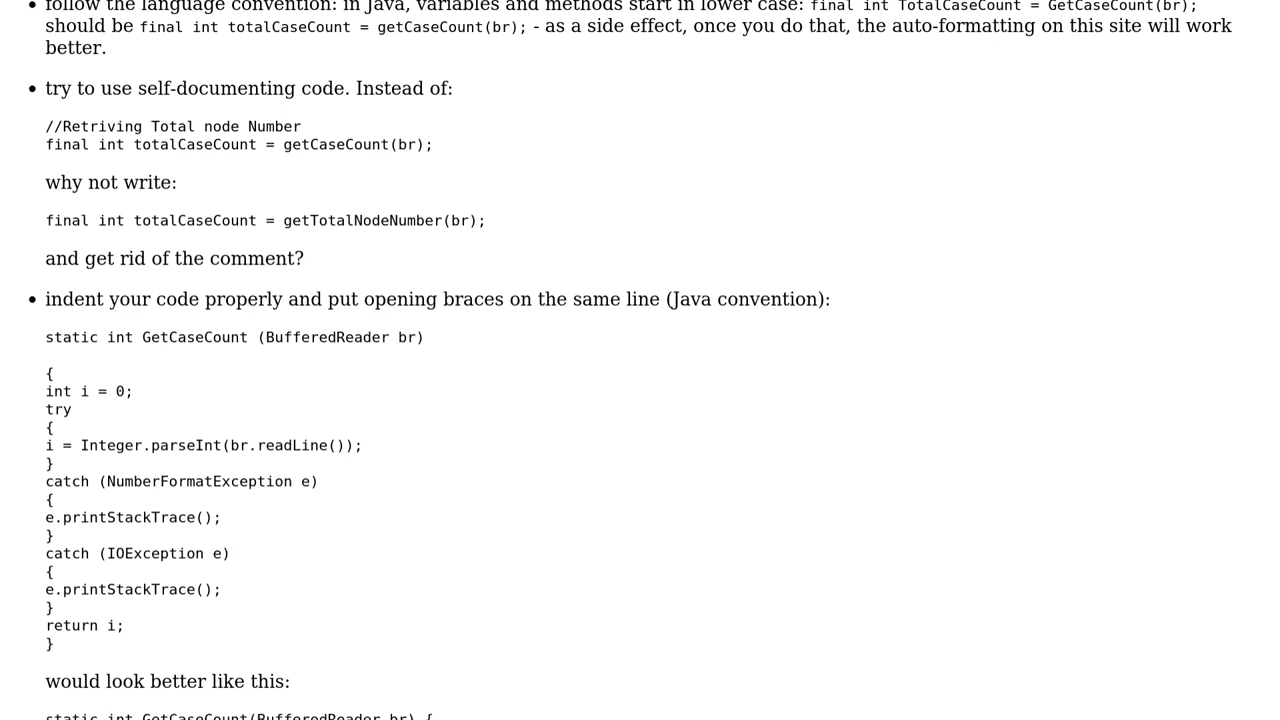 follow the language convention: in Java, variables and methods start in lower case: final int TotalCaseCount = GetCaseCount(br);
should be final int totalCaseCount = getCaseCount(br); - as a side effect, once you do that, the auto-formatting on this site will work
better.
try to use self-documenting code. Instead of:
//Retriving Total node Number
final int totalCaseCount = getCaseCount(br);
why not write:
final int totalCaseCount = getTotalNodeNumber(br);
and get rid of the comment?
indent your code properly and put opening braces on the same line (Java convention):
static int GetCaseCount (BufferedReader br)
{
int i = 0;
try
{
i = Integer.parseInt(br.readLine());
}
catch (NumberFormatException e)
{
e.printStackTrace();
}
catch (IOException e)
{
e.printStackTrace();
}
return i;
}
would look better like this:
static int GetCaseCount(BufferedReader br) {